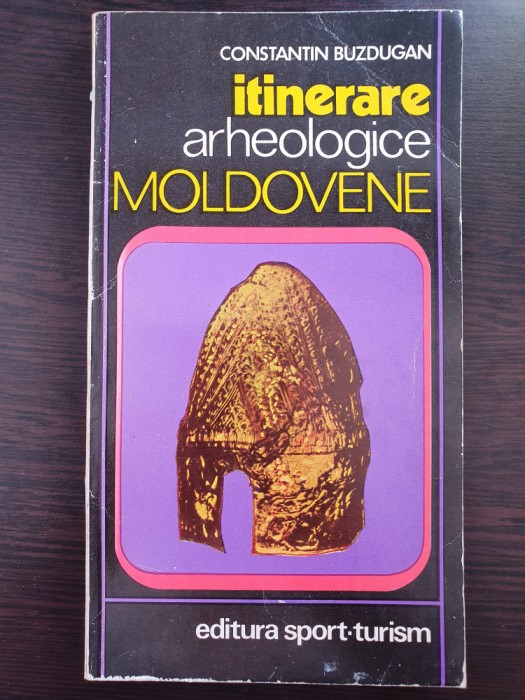 CONSTANTIN BUZDUGAN
itinerare
arheologice
MOLDOVENE
editura sport·turism